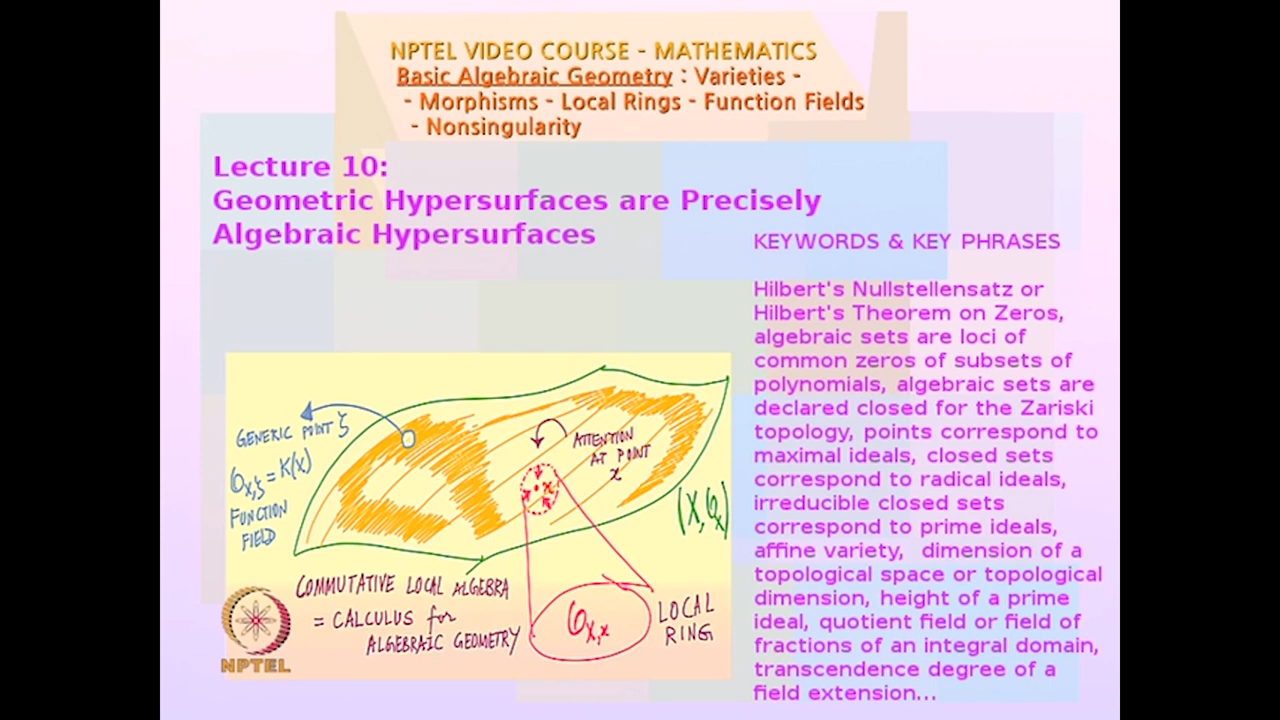 NPTEL VIDEO COURSE - MATHEMATICS
Basic Algebraic Geometry : Varieties -
- Morphisms - Local Rings - Function Fields
- Nonsingularity
Lecture 10:
Geometric Hypersurfaces are Precisely
Algebraic Hypersurfaces
KEYWORDS & KEY PHRASES
Hilbert's Nullstellensatz or
Hilbert's Theorem on Zeros,
algebraic sets are loci of
common zeros of subsets of
polynomials, algebraic sets are
declared closed for the Zariski
topology, points correspond to
maximal ideals, closed sets
correspond to radical ideals,
irreducible closed sets
correspond to prime ideals,
affine variety, dimension of a
topological space or topological
dimension, height of a prime
ideal, quotient field or field of
fractions of an integral domain,
transcendence degree of a
field extension...
GENERIC POINT ζ
𝒪X,ζ = K(X)
FUNCTION
FIELD
ATTENTION
AT POINT
x
(X, 𝒪X)
COMMUTATIVE LOCAL ALGEBRA
= CALCULUS for
ALGEBRAIC GEOMETRY
𝒪X,x
LOCAL
RING
NPTEL